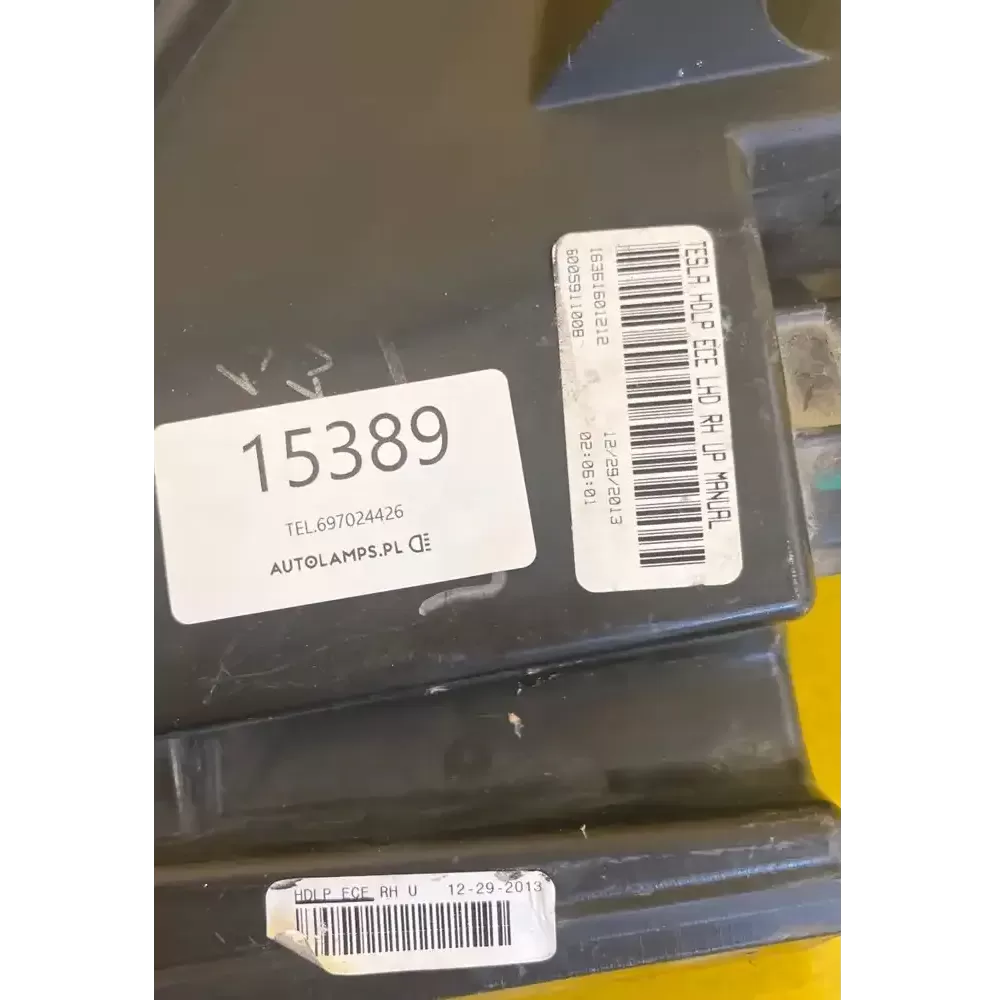 15389
TEL.697024426
AUTOLAMPS.PL
TESLA HDLP ECE LHD RH UP MANUAL
16361601212 12/29/2013
600591100B 02:06:01
HDLP ECE RH U 12-29-2013